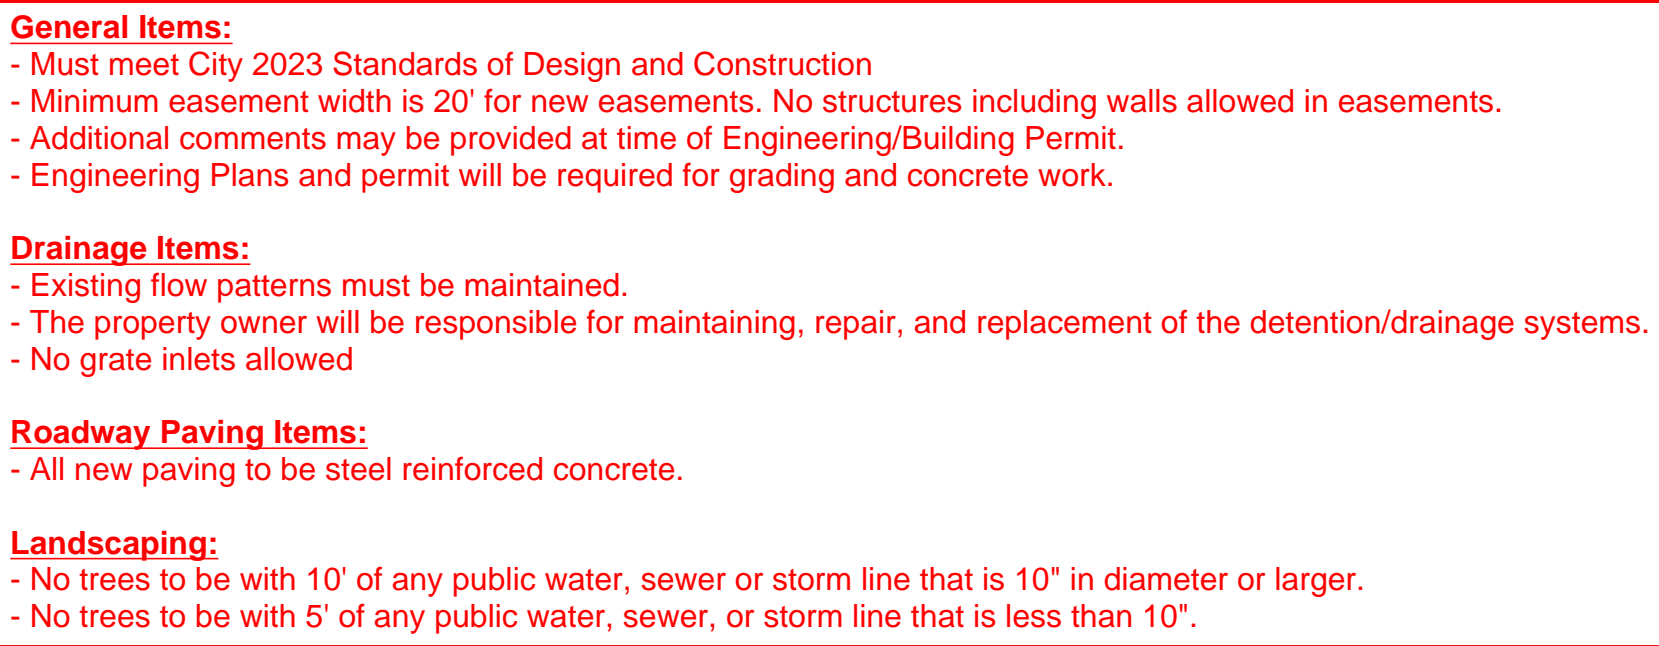 General Items:
- Must meet City 2023 Standards of Design and Construction
- Minimum easement width is 20' for new easements. No structures including walls allowed in easements.
- Additional comments may be provided at time of Engineering/Building Permit.
- Engineering Plans and permit will be required for grading and concrete work.
Drainage Items:
- Existing flow patterns must be maintained.
- The property owner will be responsible for maintaining, repair, and replacement of the detention/drainage systems.
- No grate inlets allowed
Roadway Paving Items:
- All new paving to be steel reinforced concrete.
Landscaping:
- No trees to be with 10' of any public water, sewer or storm line that is 10" in diameter or larger.
- No trees to be with 5' of any public water, sewer, or storm line that is less than 10".